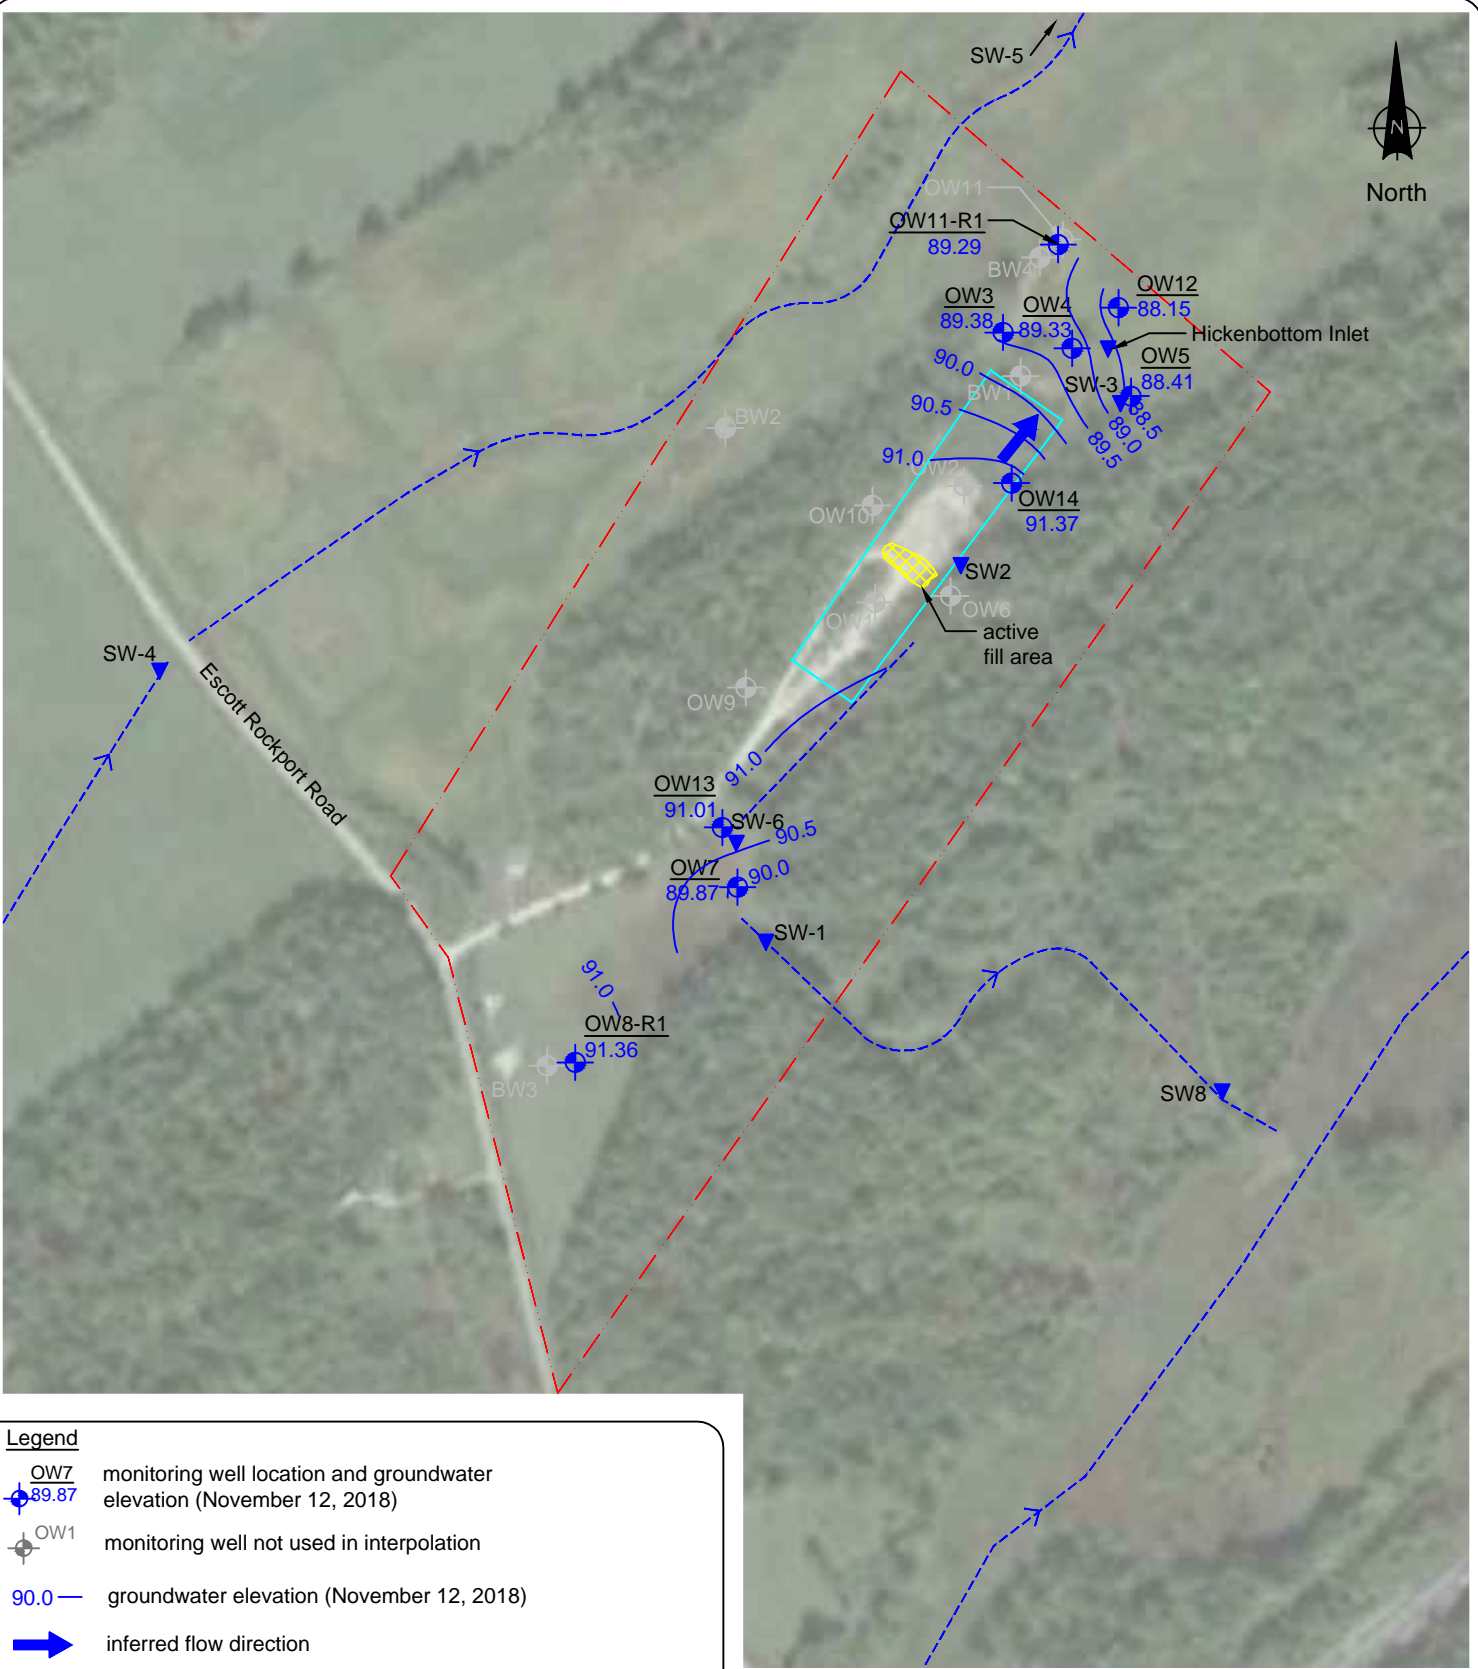 SW-5
N
North
OW11
OW11-R1
89.29
BW4
OW12
88.15
OW3
89.38
OW4
89.33
Hickenbottom Inlet
OW5
88.41
90.0
BW1
SW-3
88.5
89.0
89.5
90.5
BW2
91.0
OW2
OW14
91.37
OW10
SW2
OW1
OW6
active
fill area
SW-4
Escott Rockport Road
OW9
91.0
OW13
91.01
SW-6
90.5
OW7
89.87
90.0
SW-1
91.0
OW8-R1
91.36
BW3
SW8
Legend
OW7
89.87
monitoring well location and groundwater
elevation (November 12, 2018)
OW1
monitoring well not used in interpolation
90.0
groundwater elevation (November 12, 2018)
inferred flow direction